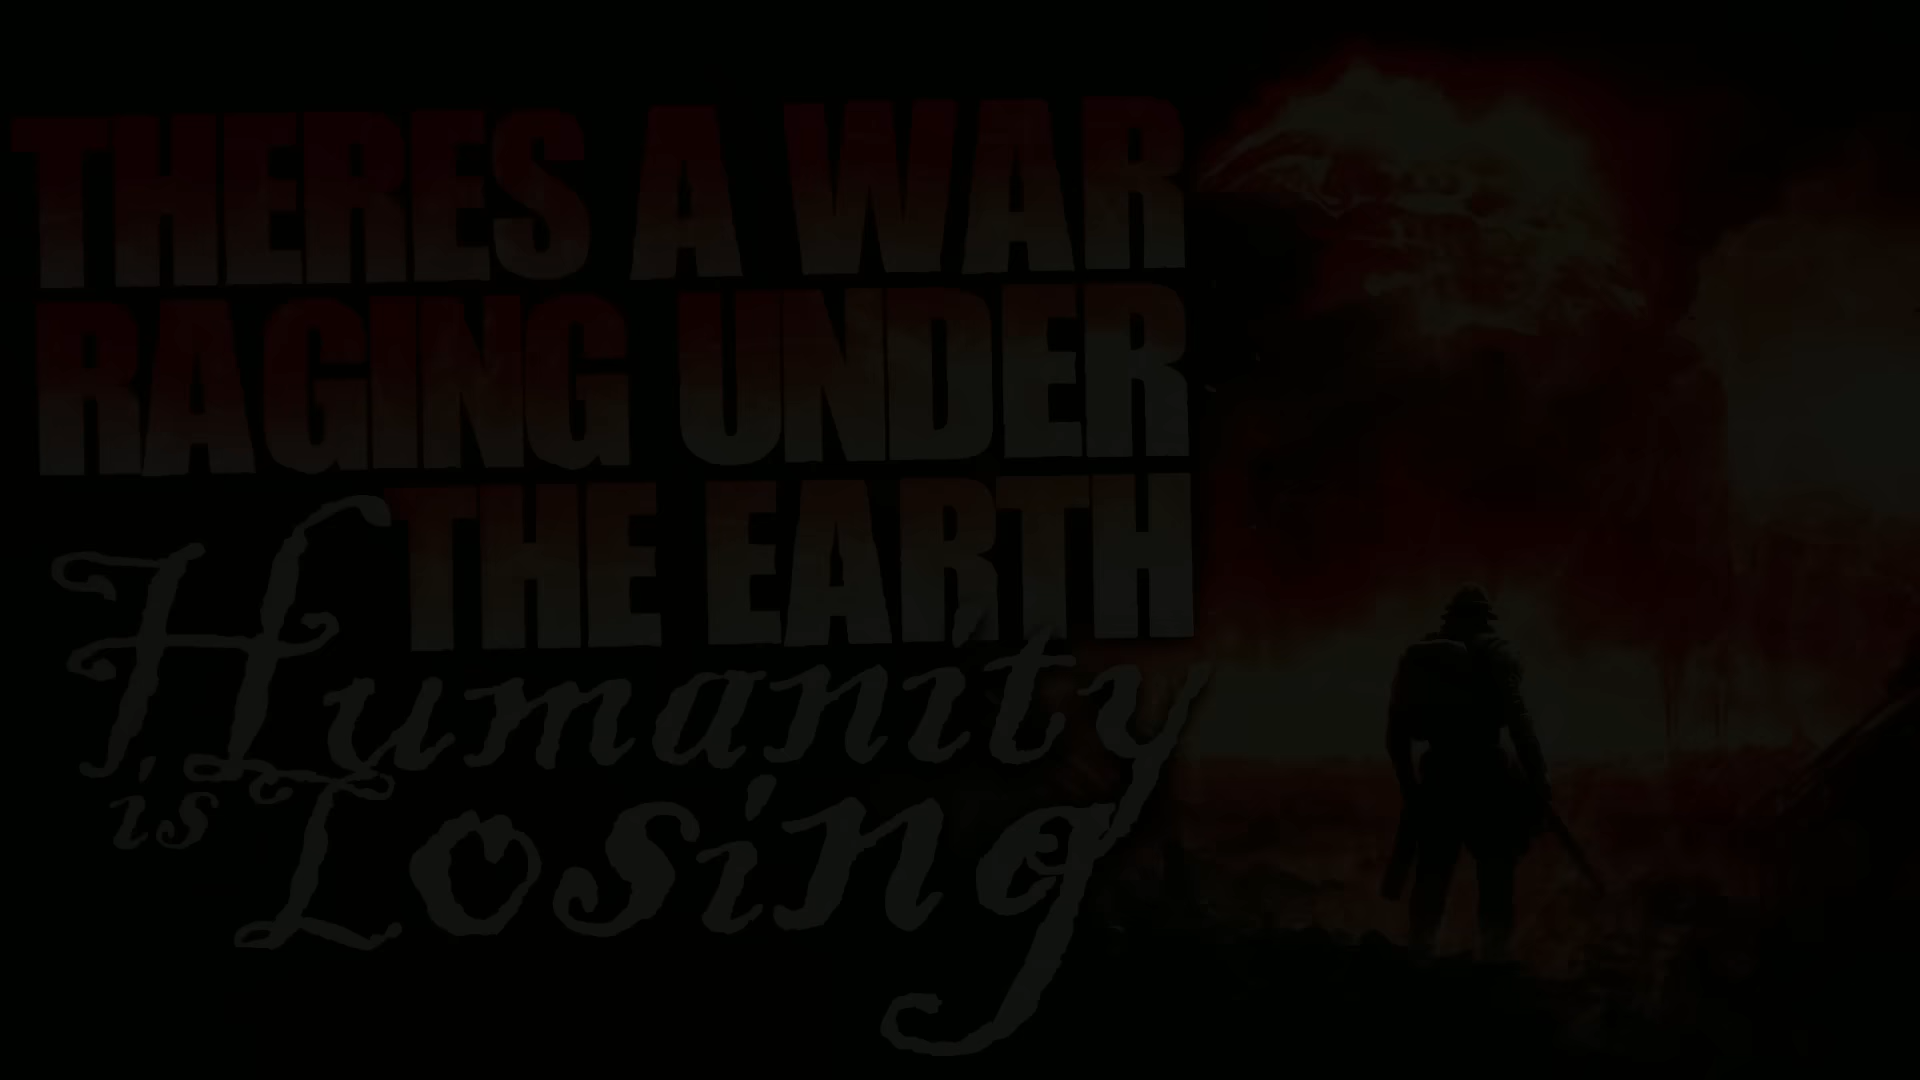 THERES A WAR
RAGING UNDER
THE EARTH
Humanity
is Losing